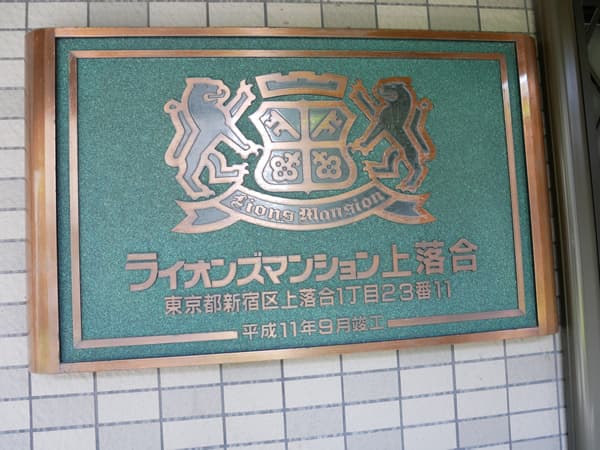 Lions Mansion
ライオンズマンション上落合
東京都新宿区上落合1丁目23番11
平成11年9月竣工